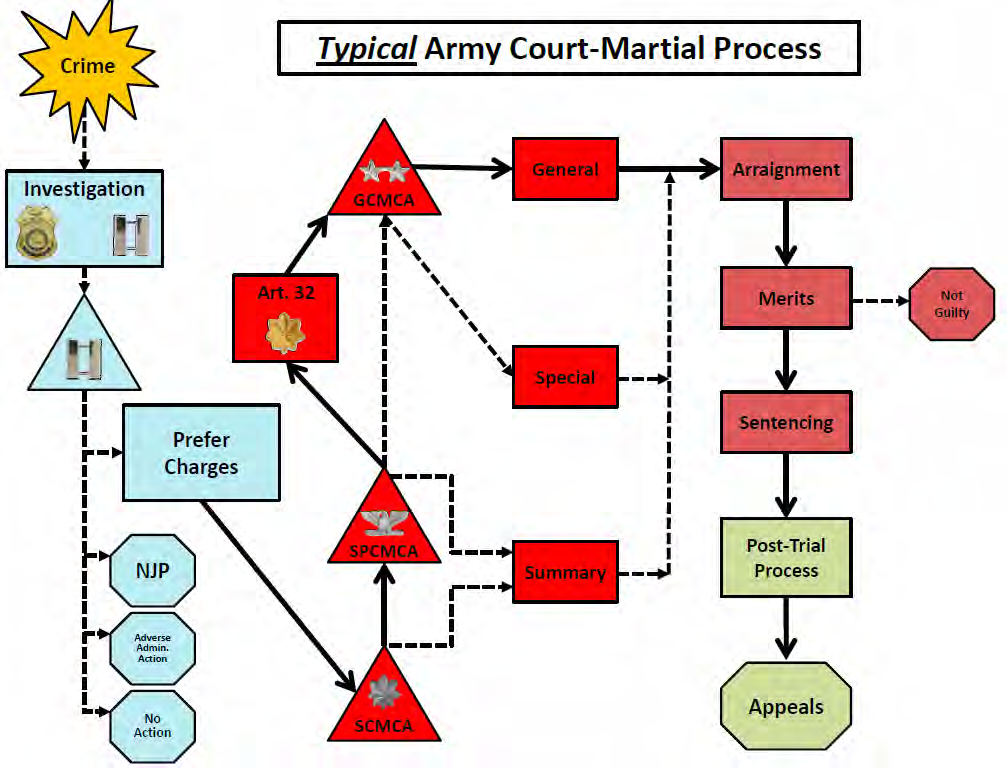 Typical Army Court-Martial Process
Crime
Investigation
Prefer
Charges
NJP
Adverse
Admin.
Action
No
Action
GCMCA
Art. 32
SPCMCA
SCMCA
General
Special
Summary
Arraignment
Merits
Not
Guilty
Sentencing
Post-Trial
Process
Appeals